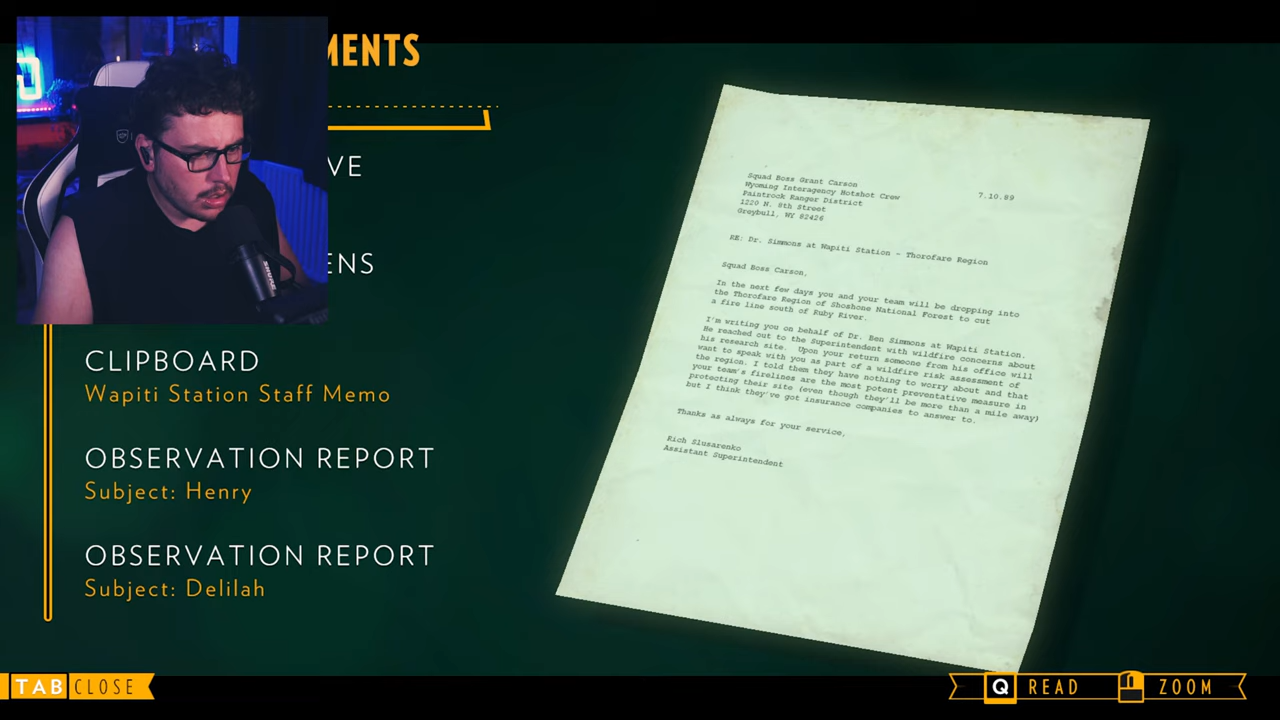 MENTS
VE
ENS
CLIPBOARD
Wapiti Station Staff Memo
OBSERVATION REPORT
Subject: Henry
OBSERVATION REPORT
Subject: Delilah
Squad Boss Grant Carson
7.10.89
Wyoming Interagency Hotshot Crew
Paintrock Ranger District
1220 N. 8th Street
Greybull, WY 82426
RE: Dr. Simmons at Wapiti Station - Thorofare Region
Squad Boss Carson,
In the next few days you and your team will be dropping into
the Thorofare Region of Shoshone National Forest to cut
a fire line south of Ruby River.
I'm writing you on behalf of Dr. Ben Simmons at Wapiti Station.
He reached out to the Superintendent with wildfire concerns about
his research site. Upon your return someone from his office will
want to speak with you as part of a wildfire risk assessment of
the region. I told them they have nothing to worry about and that
your team's firelines are the most potent preventative measure in
protecting their site (even though they'll be more than a mile away)
but I think they've got insurance companies to answer to.
Thanks as always for your service,
Rich Slusarenko
Assistant Superintendent
TAB CLOSE
Q READ
ZOOM
SHURE